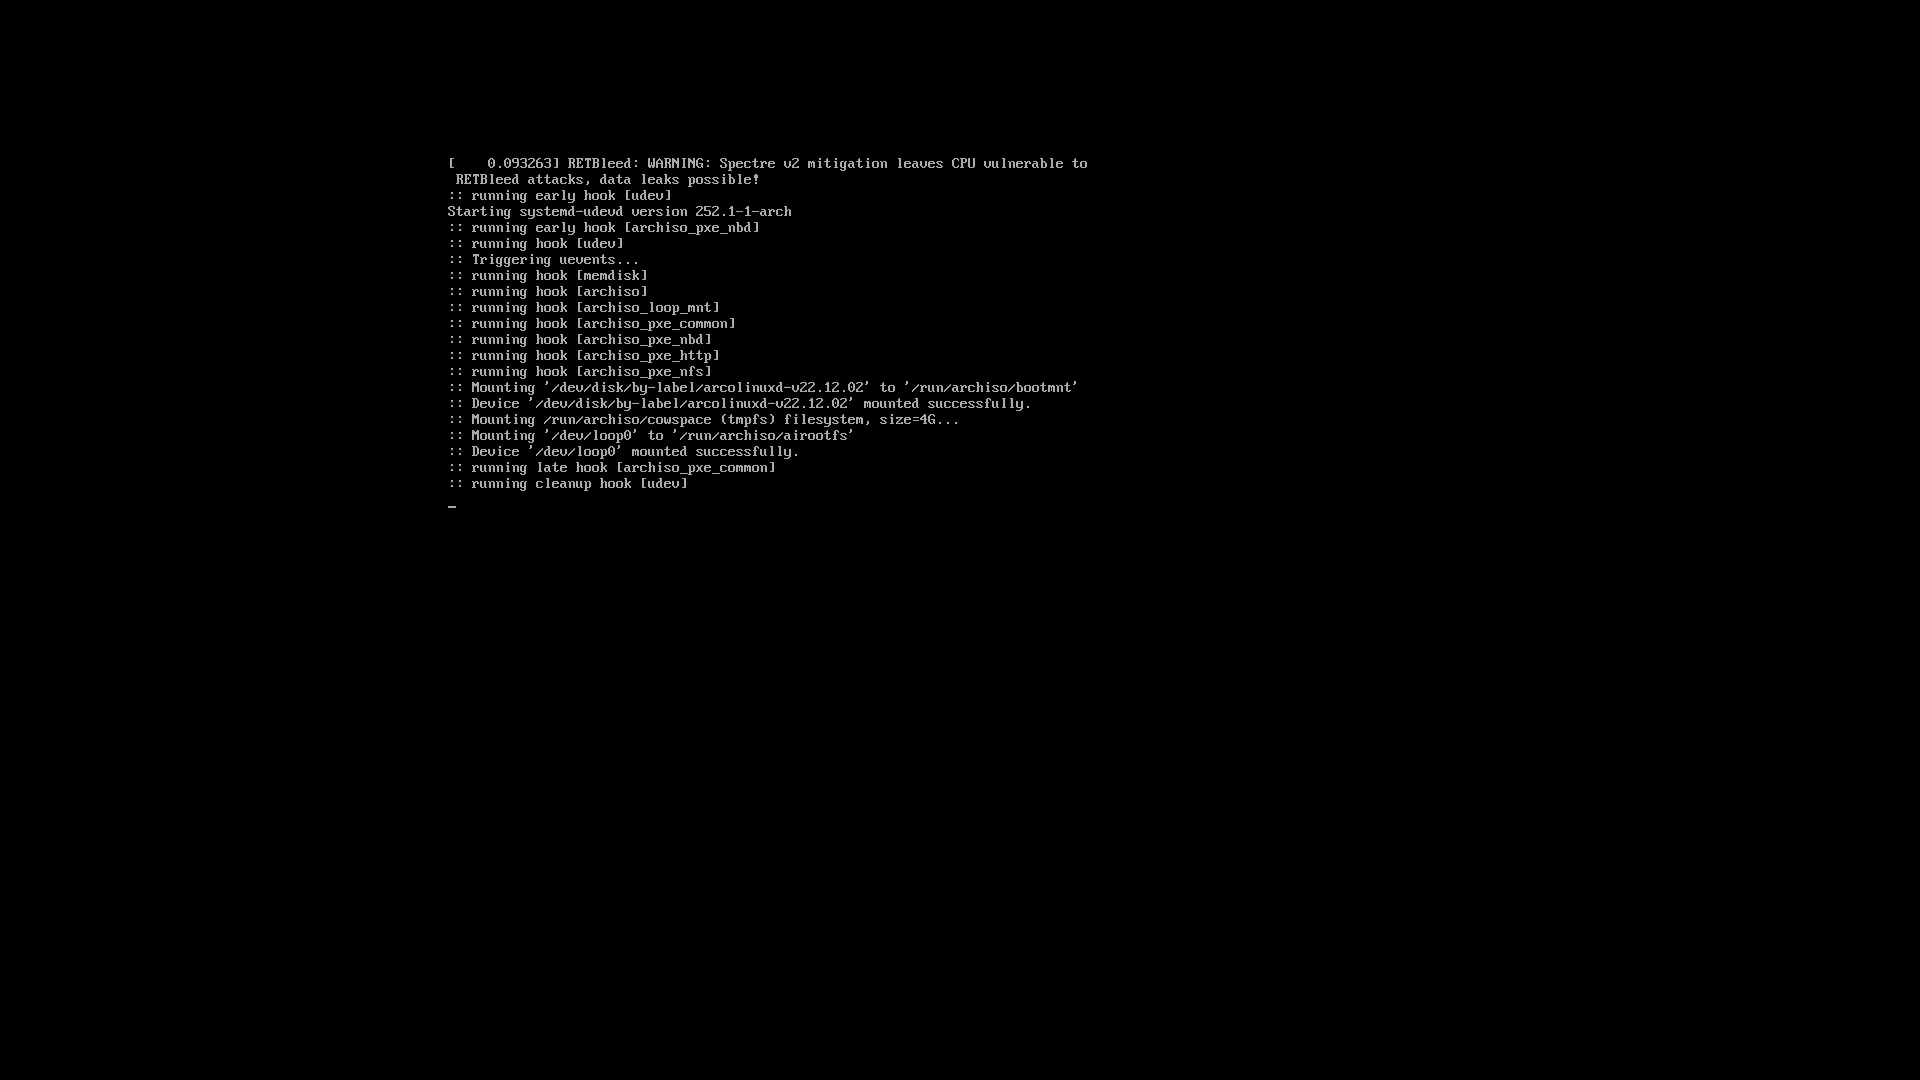 [    0.093263] RETBleed: WARNING: Spectre v2 mitigation leaves CPU vulnerable to
 RETBleed attacks, data leaks possible!
:: running early hook [udev]
Starting systemd-udevd version 252.1-1-arch
:: running early hook [archiso_pxe_nbd]
:: running hook [udev]
:: Triggering uevents...
:: running hook [memdisk]
:: running hook [archiso]
:: running hook [archiso_loop_mnt]
:: running hook [archiso_pxe_common]
:: running hook [archiso_pxe_nbd]
:: running hook [archiso_pxe_http]
:: running hook [archiso_pxe_nfs]
:: Mounting '/dev/disk/by-label/arcolinuxd-v22.12.02' to '/run/archiso/bootmnt'
:: Device '/dev/disk/by-label/arcolinuxd-v22.12.02' mounted successfully.
:: Mounting /run/archiso/cowspace (tmpfs) filesystem, size=4G...
:: Mounting '/dev/loop0' to '/run/archiso/airootfs'
:: Device '/dev/loop0' mounted successfully.
:: running late hook [archiso_pxe_common]
:: running cleanup hook [udev]
_